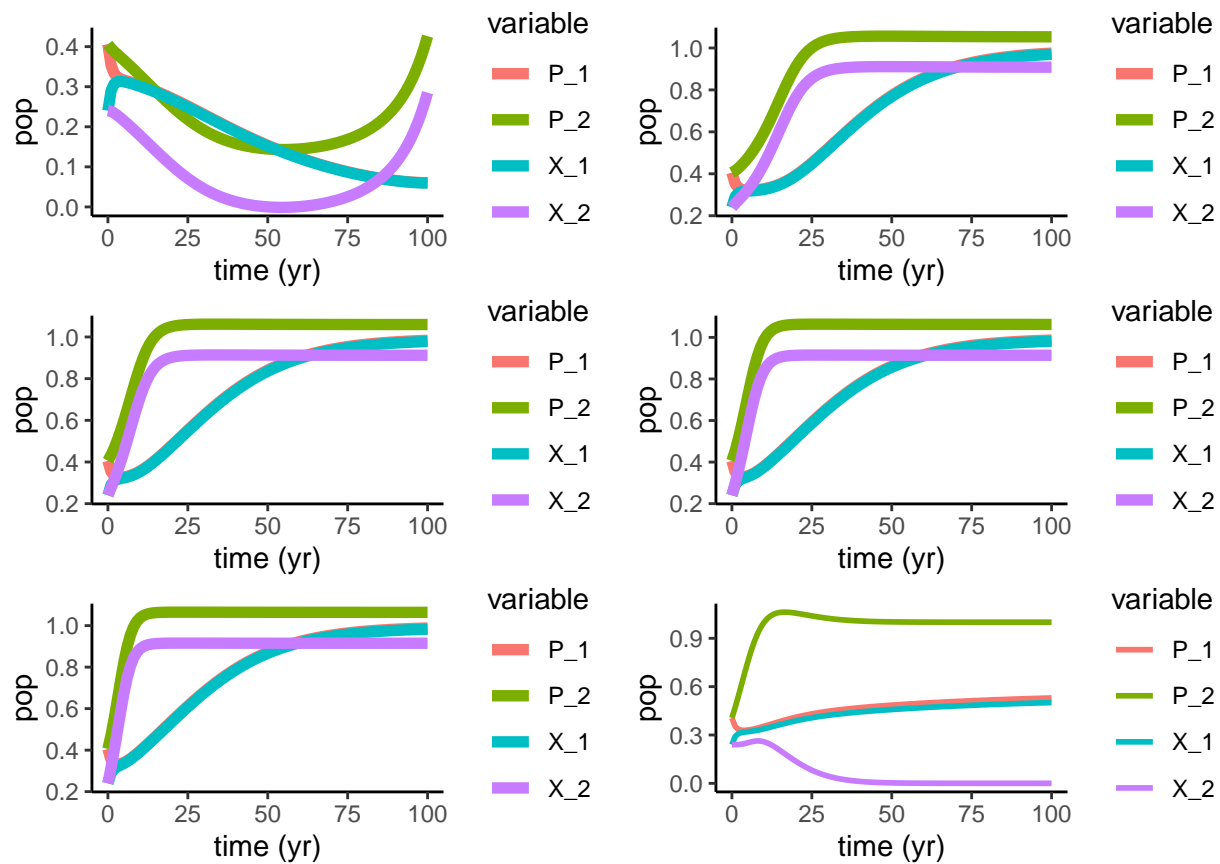 variable
0.4
0.3
0.2
0.1
0.0
pop
0 25 50 75 100
time (yr)
P_1
P_2
X_1
X_2
variable
1.0
0.8
0.6
0.4
0.2
pop
0 25 50 75 100
time (yr)
P_1
P_2
X_1
X_2
variable
1.0
0.8
0.6
0.4
0.2
pop
0 25 50 75 100
time (yr)
P_1
P_2
X_1
X_2
variable
1.0
0.8
0.6
0.4
0.2
pop
0 25 50 75 100
time (yr)
P_1
P_2
X_1
X_2
variable
1.0
0.8
0.6
0.4
0.2
pop
0 25 50 75 100
time (yr)
P_1
P_2
X_1
X_2
variable
0.9
0.6
0.3
0.0
pop
0 25 50 75 100
time (yr)
P_1
P_2
X_1
X_2